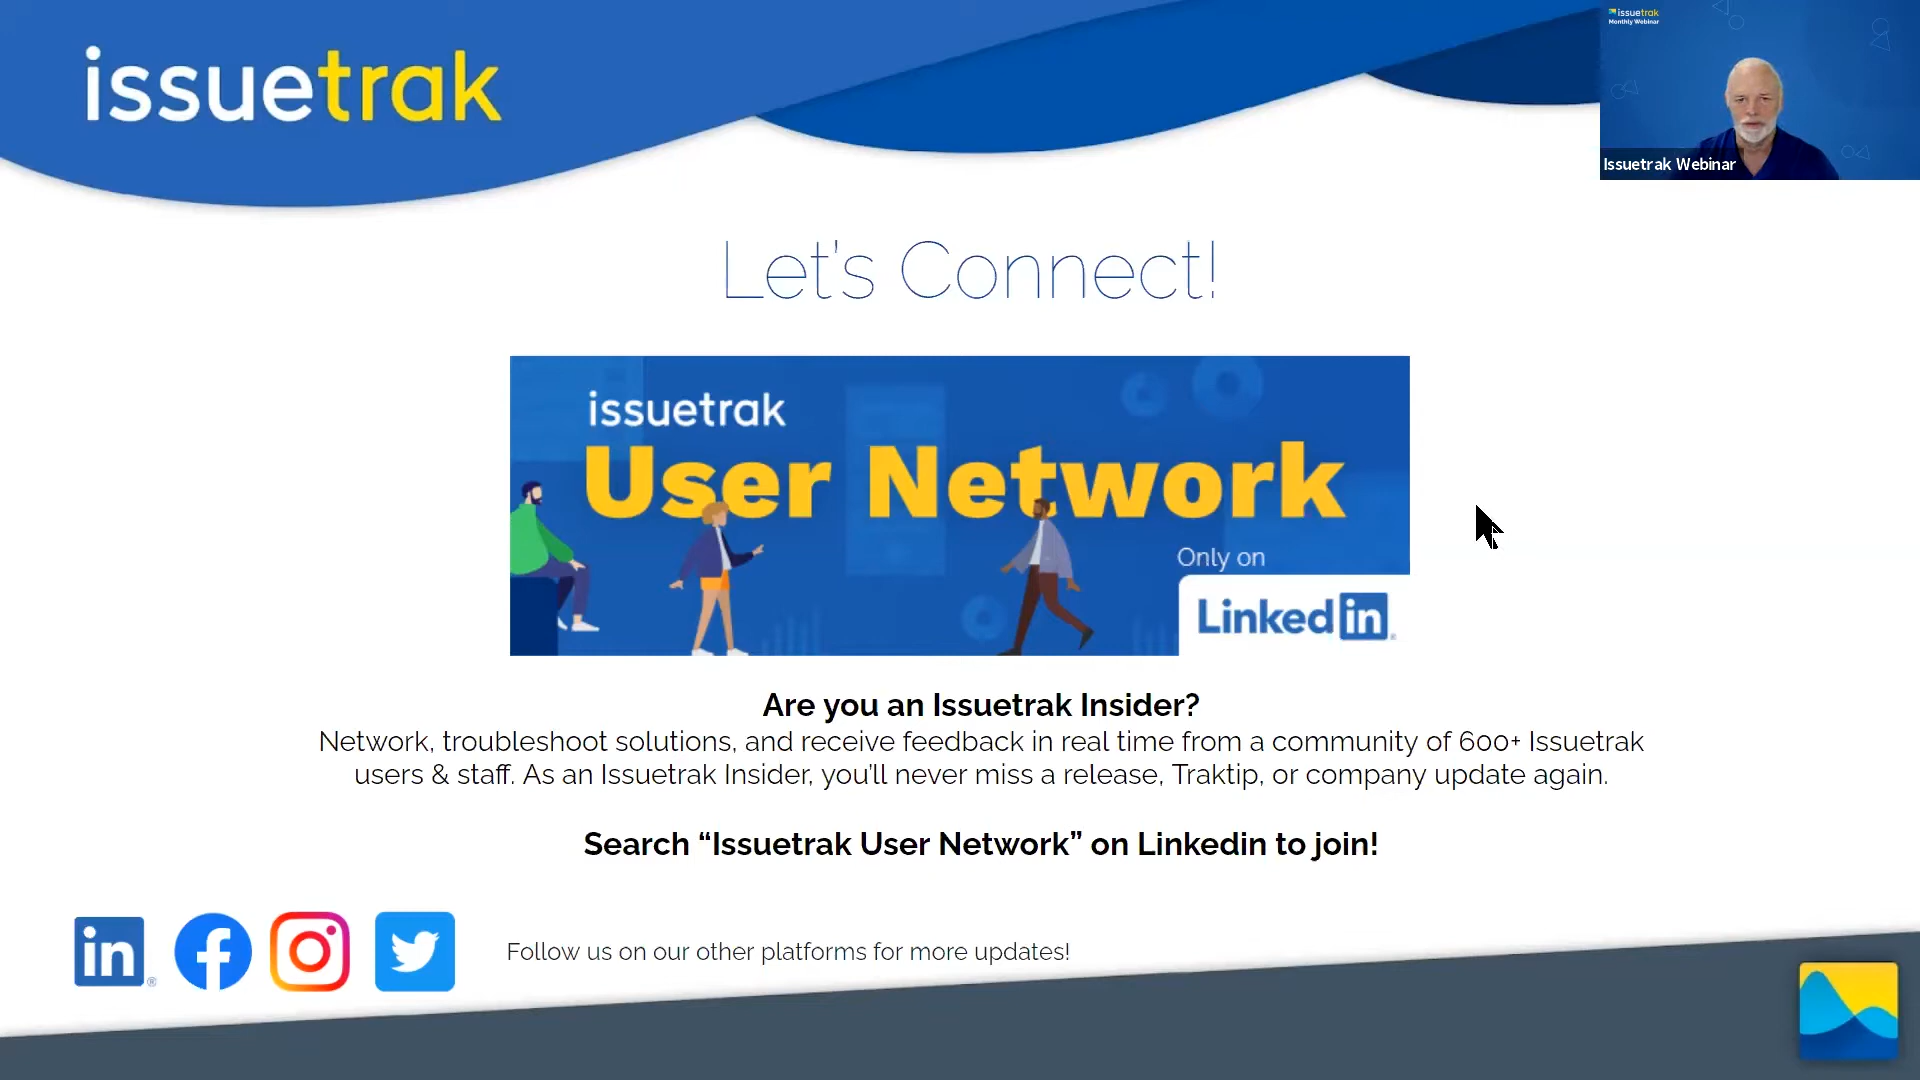 issuetrak
issuetrak
Monthly Webinar
Issuetrak Webinar
Let's Connect!
issuetrak
User Network
Only on
Linkedin
Are you an Issuetrak Insider?
Network, troubleshoot solutions, and receive feedback in real time from a community of 600+ Issuetrak
users & staff. As an Issuetrak Insider, you'll never miss a release, Traktip, or company update again.
Search “Issuetrak User Network” on Linkedin to join!
in ®
Follow us on our other platforms for more updates!